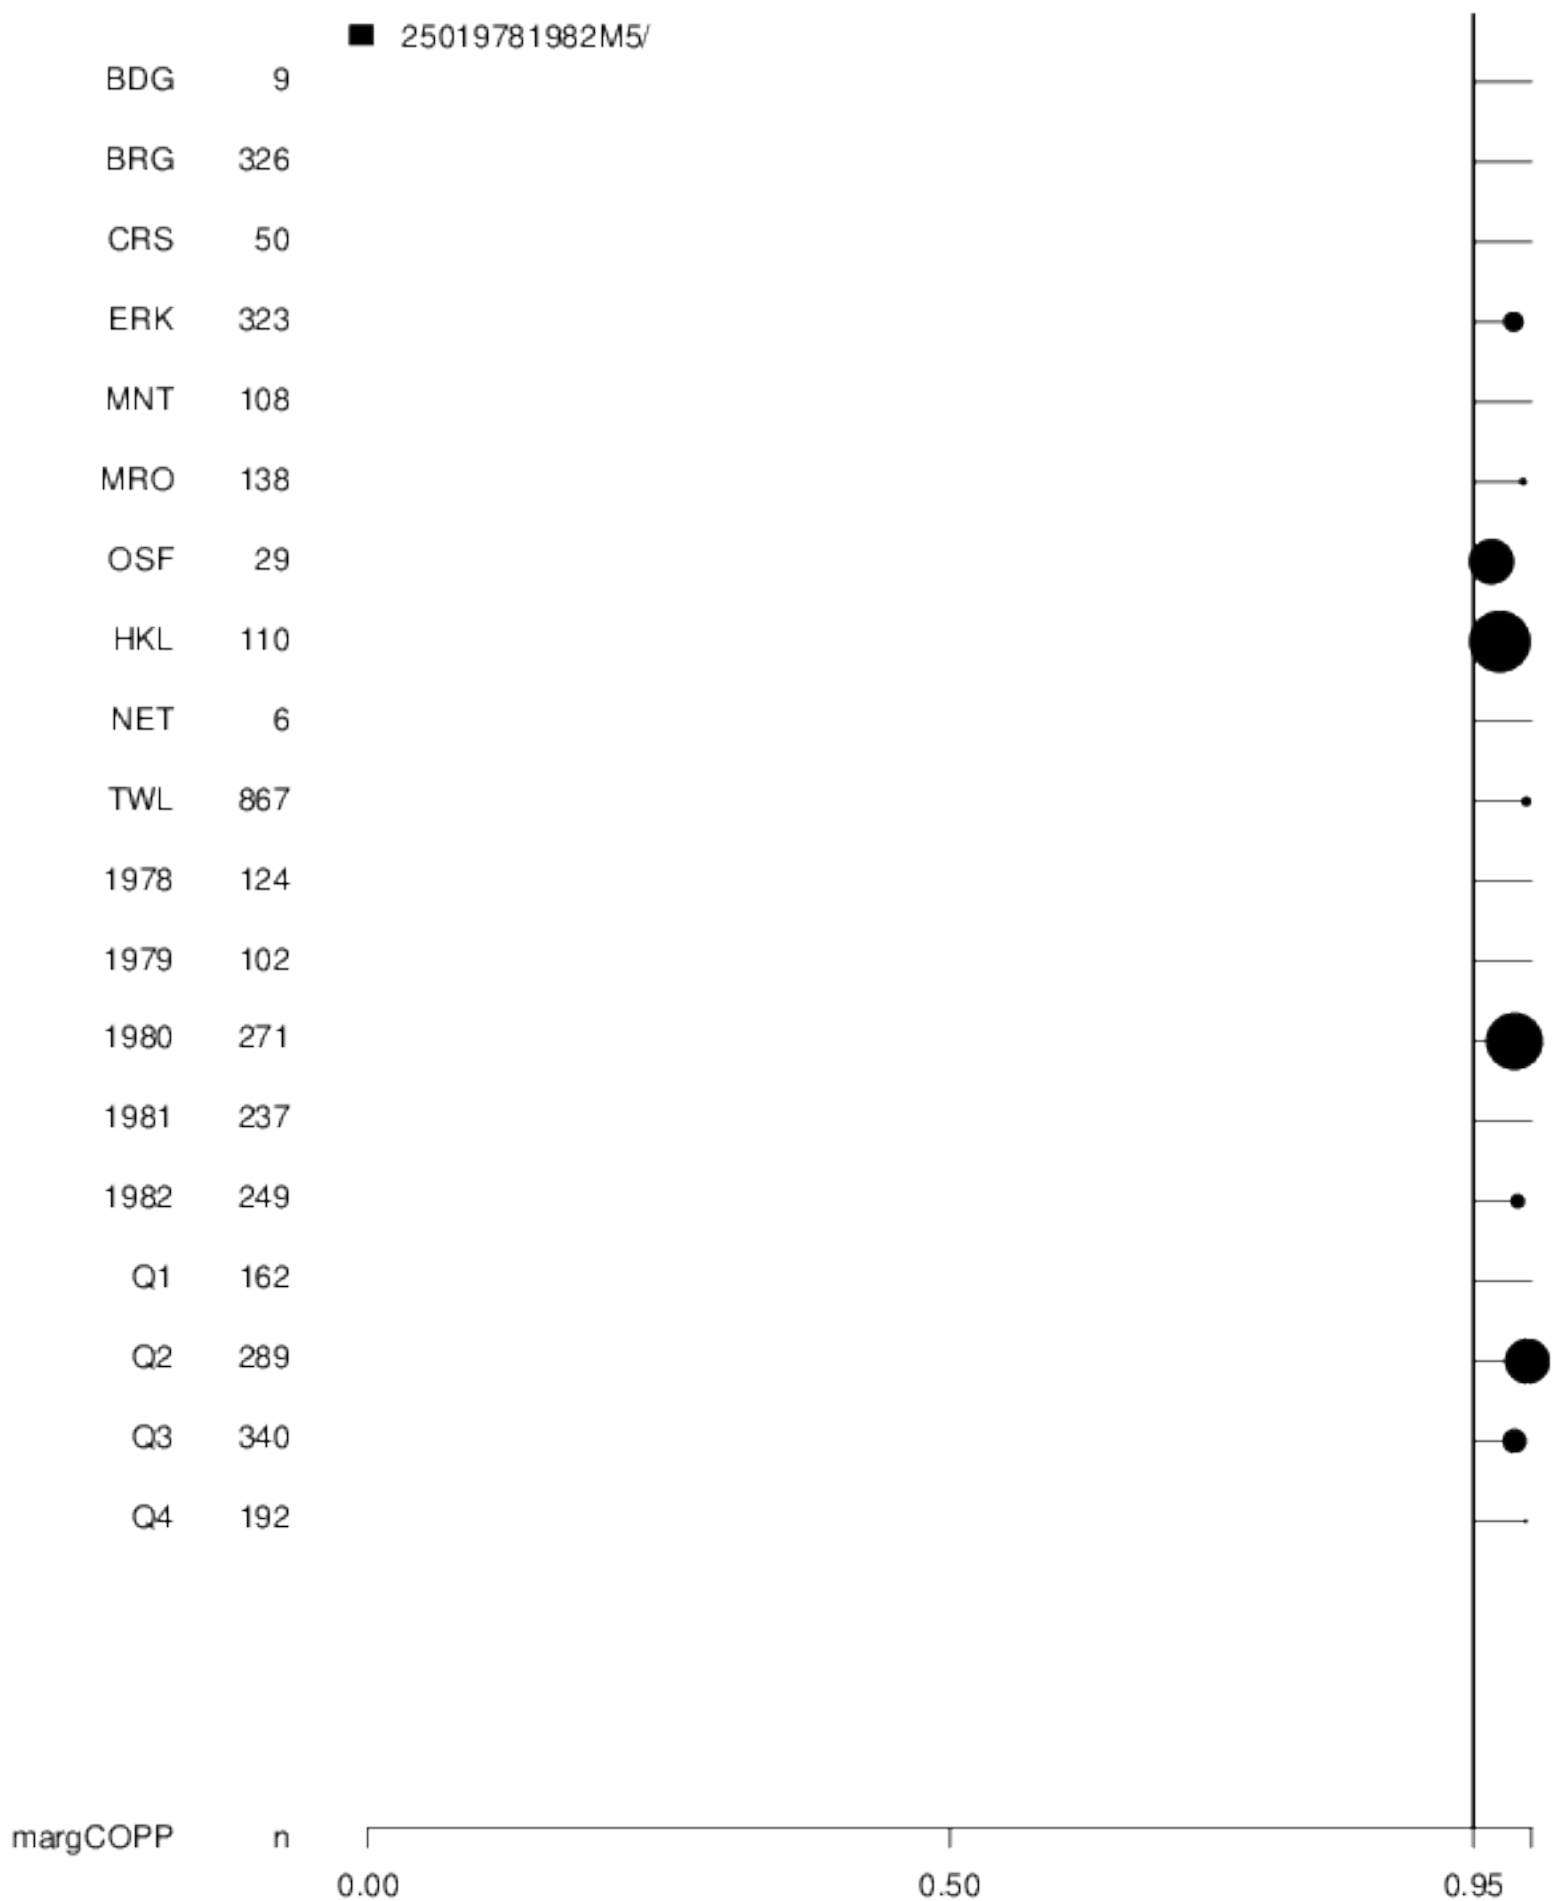 25019781982M5/
BDG 9
BRG 326
CRS 50
ERK 323
MNT 108
MRO 138
OSF 29
HKL 110
NET 6
TWL 867
1978 124
1979 102
1980 271
1981 237
1982 249
Q1 162
Q2 289
Q3 340
Q4 192
margCOPP n
0.00 0.50 0.95